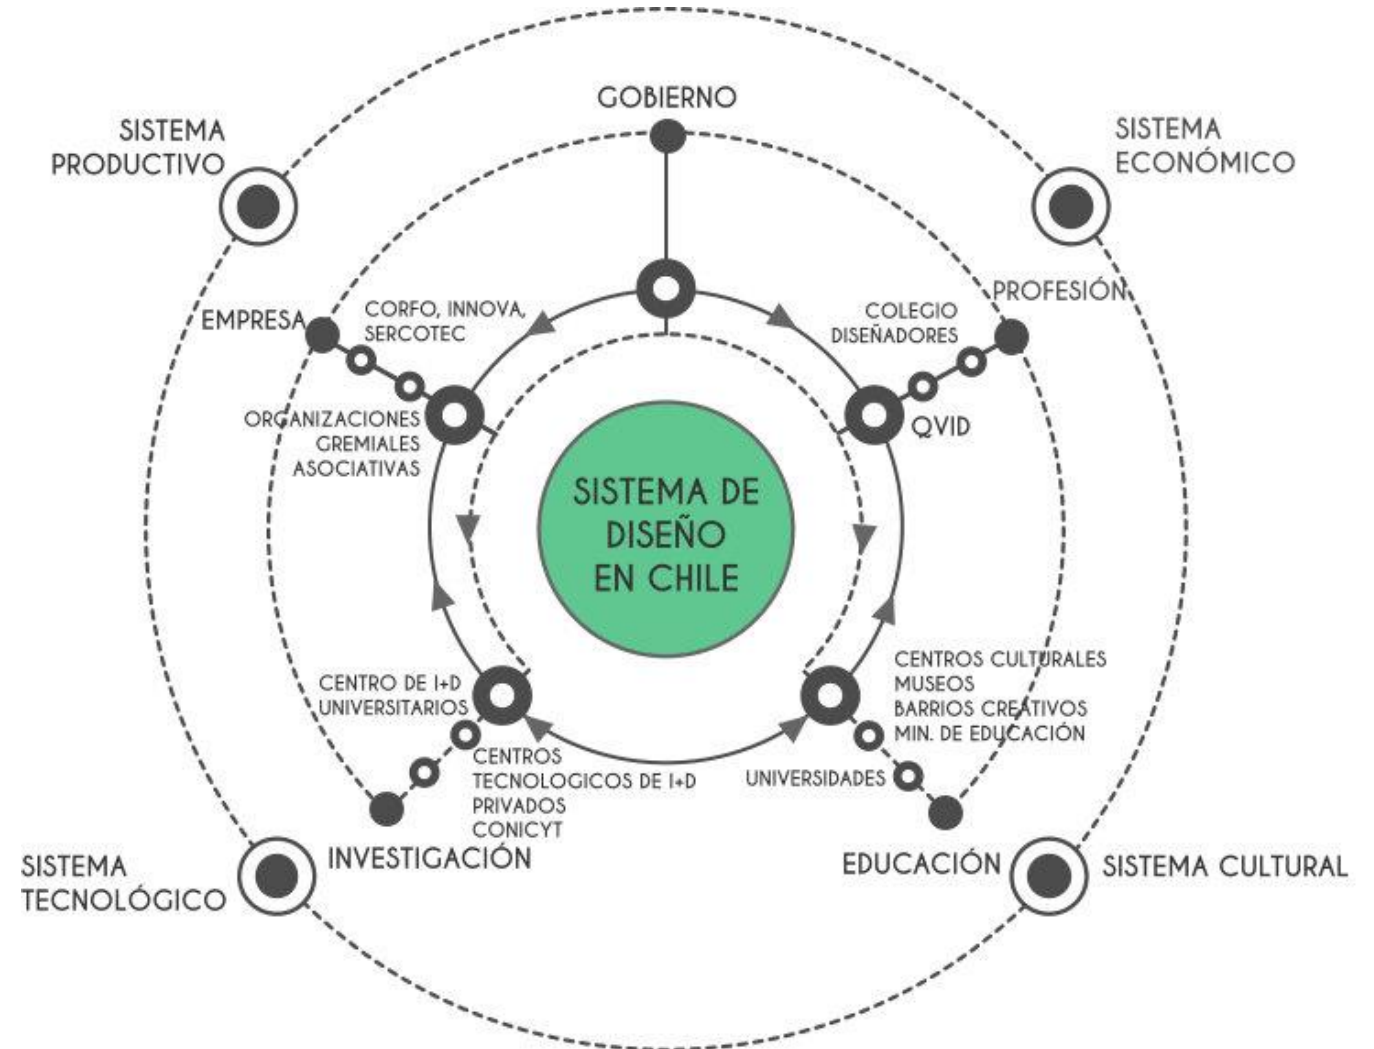 GOBIERNO
SISTEMA
PRODUCTIVO
SISTEMA
ECONÓMICO
EMPRESA
CORFO, INNOVA,
SERCOTEC
COLEGIO
DISEÑADORES
PROFESIÓN
ORGANIZACIONES
GREMIALES
ASOCIATIVAS
QVID
SISTEMA DE
DISEÑO
EN CHILE
CENTRO DE I+D
UNIVERSITARIOS
CENTROS CULTURALES
MUSEOS
BARRIOS CREATIVOS
MIN. DE EDUCACIÓN
CENTROS
TECNOLOGICOS DE I+D
PRIVADOS
CONICYT
UNIVERSIDADES
SISTEMA
TECNOLÓGICO
INVESTIGACIÓN
EDUCACIÓN
SISTEMA CULTURAL